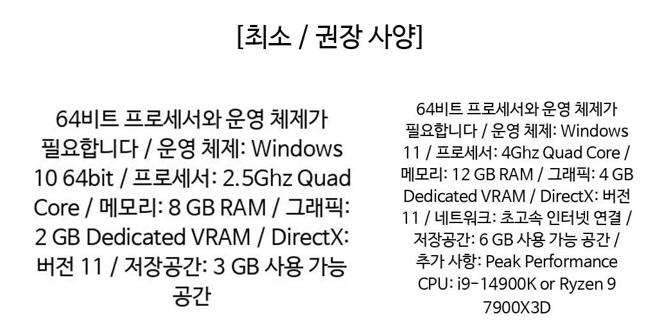 [최소 / 권장 사양]
64비트 프로세서와 운영 체제가
필요합니다 / 운영 체제: Windows
10 64bit / 프로세서: 2.5Ghz Quad
Core / 메모리: 8 GB RAM / 그래픽:
2 GB Dedicated VRAM / DirectX:
버전 11 / 저장공간: 3 GB 사용 가능
공간
64비트 프로세서와 운영 체제가
필요합니다 / 운영 체제: Windows
11 / 프로세서: 4Ghz Quad Core /
메모리: 12 GB RAM / 그래픽: 4 GB
Dedicated VRAM / DirectX: 버전
11 / 네트워크: 초고속 인터넷 연결 /
저장공간: 6 GB 사용 가능 공간 /
추가 사항: Peak Performance
CPU: i9-14900K or Ryzen 9
7900X3D